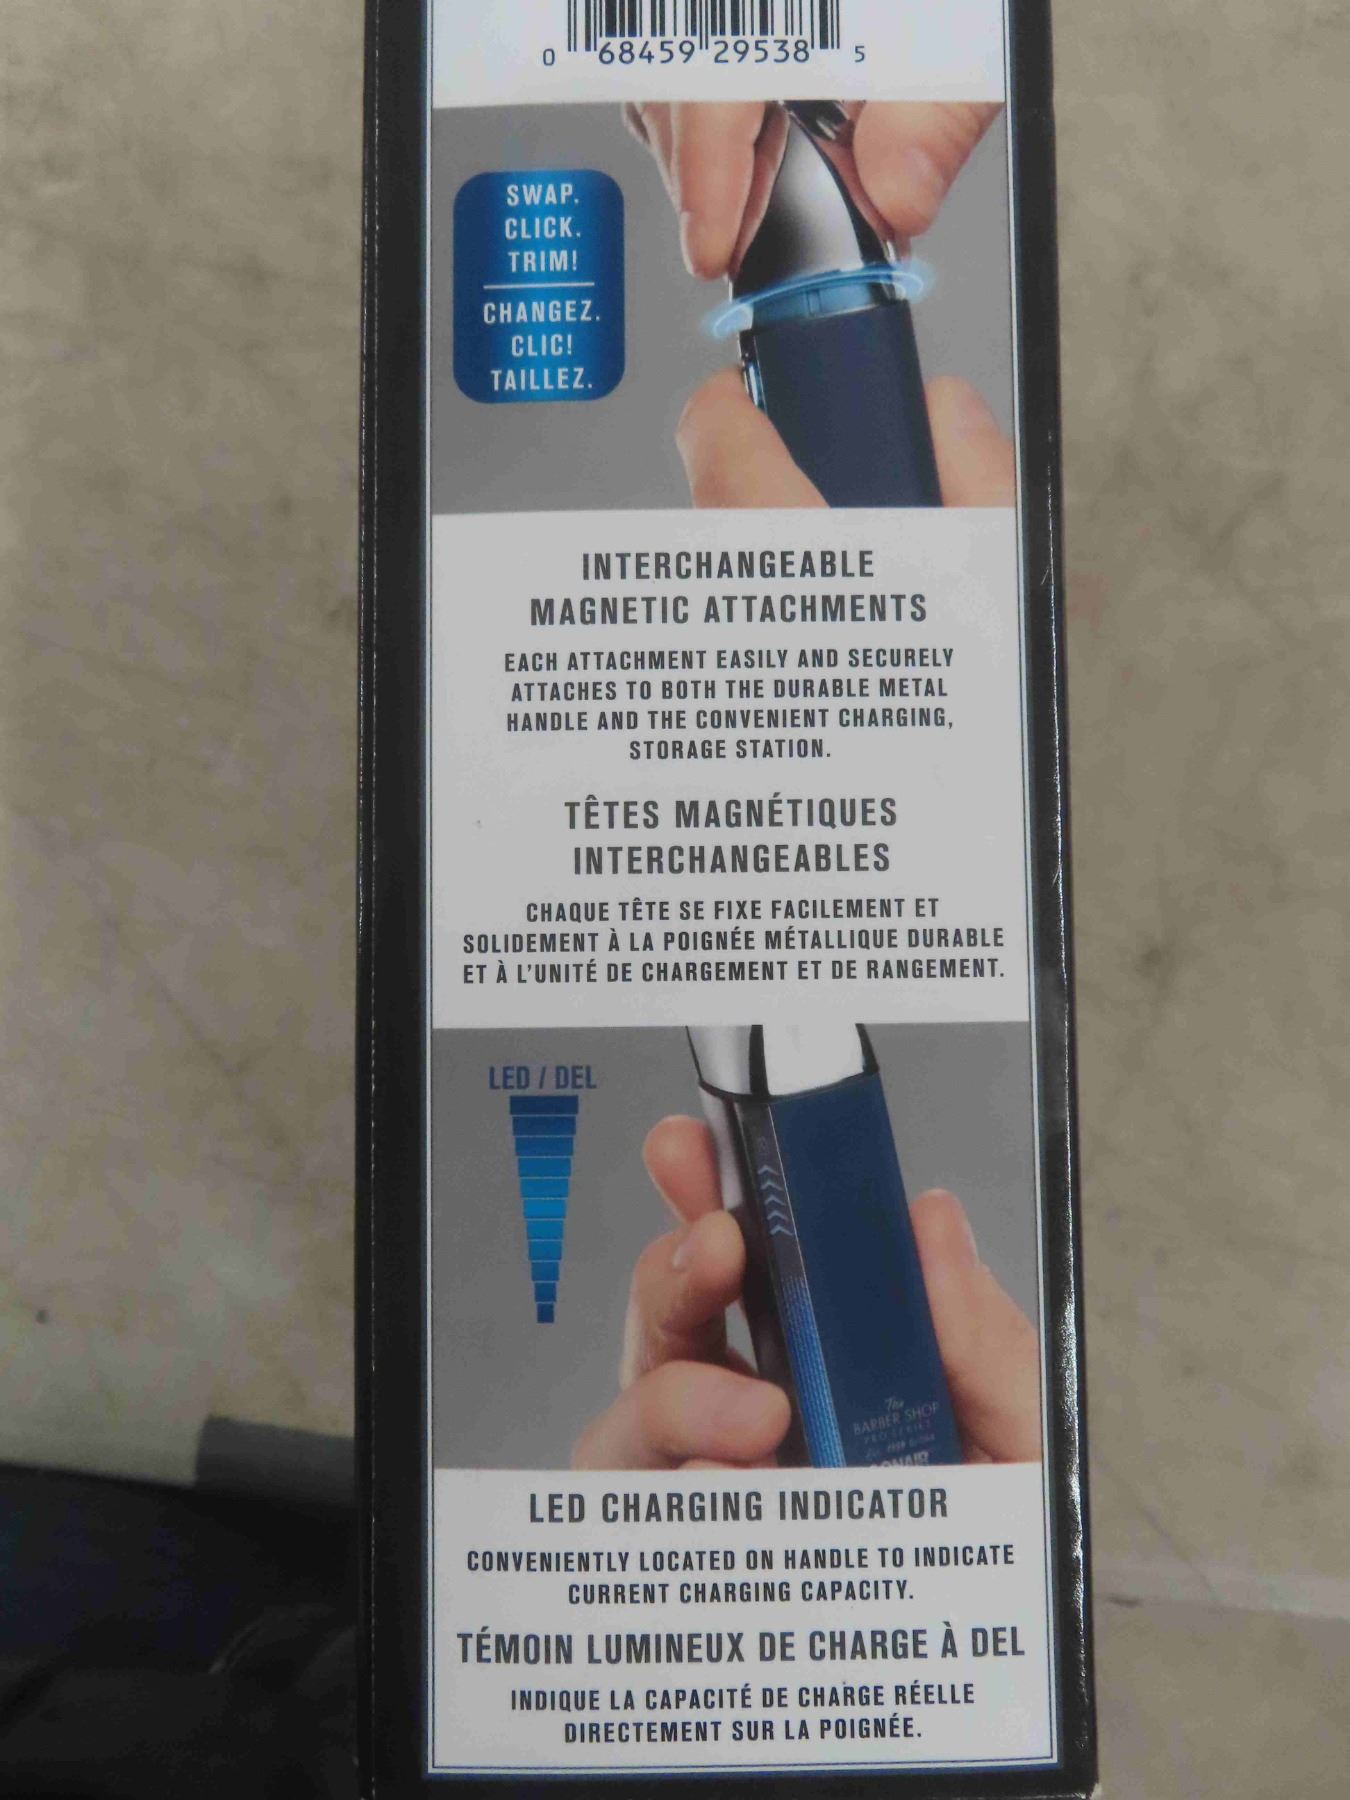 0 68459 29538 5
SWAP.
CLICK.
TRIM!
CHANGEZ.
CLIC!
TAILLEZ.
INTERCHANGEABLE
MAGNETIC ATTACHMENTS
EACH ATTACHMENT EASILY AND SECURELY
ATTACHES TO BOTH THE DURABLE METAL
HANDLE AND THE CONVENIENT CHARGING,
STORAGE STATION.
TÊTES MAGNÉTIQUES
INTERCHANGEABLES
CHAQUE TÊTE SE FIXE FACILEMENT ET
SOLIDEMENT À LA POIGNÉE MÉTALLIQUE DURABLE
ET À L'UNITÉ DE CHARGEMENT ET DE RANGEMENT.
LED / DEL
The
BARBER SHOP
PRO SERIES
CONAIR
LED CHARGING INDICATOR
CONVENIENTLY LOCATED ON HANDLE TO INDICATE
CURRENT CHARGING CAPACITY.
TÉMOIN LUMINEUX DE CHARGE À DEL
INDIQUE LA CAPACITÉ DE CHARGE RÉELLE
DIRECTEMENT SUR LA POIGNÉE.